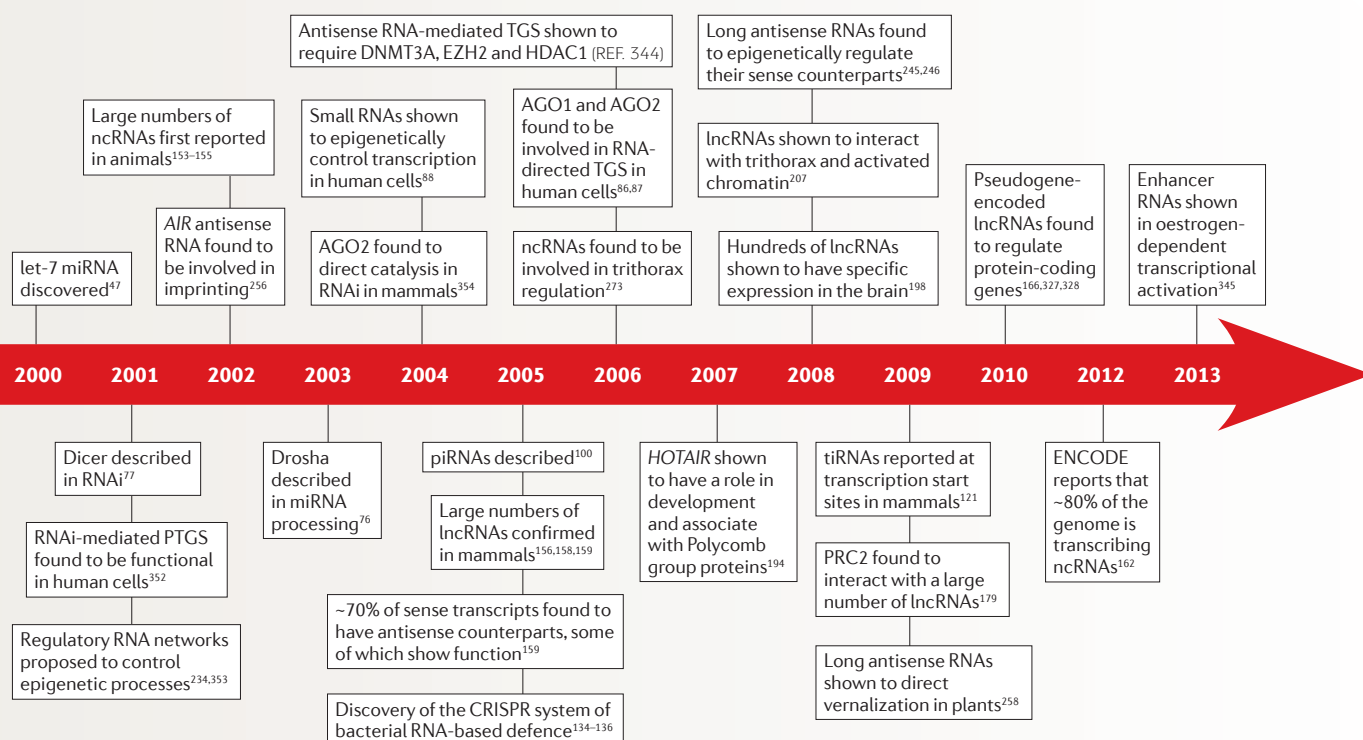 Antisense RNA-mediated TGS shown to
require DNMT3A, EZH2 and HDAC1 (REF. 344)
Long antisense RNAs found
to epigenetically regulate
their sense counterparts245,246
Large numbers of
ncRNAs first reported
in animals153–155
Small RNAs shown
to epigenetically
control transcription
in human cells88
AGO1 and AGO2
found to be
involved in RNA-
directed TGS in
human cells86,87
lncRNAs shown to interact
with trithorax and activated
chromatin207
Pseudogene-
encoded
lncRNAs found
to regulate
protein-coding
genes166,327,328
Enhancer
RNAs shown
in oestrogen-
dependent
transcriptional
activation345
let-7 miRNA
discovered47
AIR antisense
RNA found to
be involved in
imprinting256
AGO2 found to
direct catalysis in
RNAi in mammals354
ncRNAs found to be
involved in trithorax
regulation273
Hundreds of lncRNAs
shown to have specific
expression in the brain198
2000 2001 2002 2003 2004 2005 2006 2007 2008 2009 2010 2012 2013
Dicer described
in RNAi77
RNAi-mediated PTGS
found to be functional
in human cells352
Regulatory RNA networks
proposed to control
epigenetic processes234,353
Drosha
described
in miRNA
processing76
piRNAs described100
Large numbers of
lncRNAs confirmed
in mammals156,158,159
~70% of sense transcripts found to
have antisense counterparts, some
of which show function159
Discovery of the CRISPR system of
bacterial RNA-based defence134–136
HOTAIR shown
to have a role in
development
and associate
with Polycomb
group proteins194
tiRNAs reported at
transcription start
sites in mammals121
PRC2 found to
interact with a large
number of lncRNAs179
Long antisense RNAs
shown to direct
vernalization in plants258
ENCODE
reports that
~80% of the
genome is
transcribing
ncRNAs162